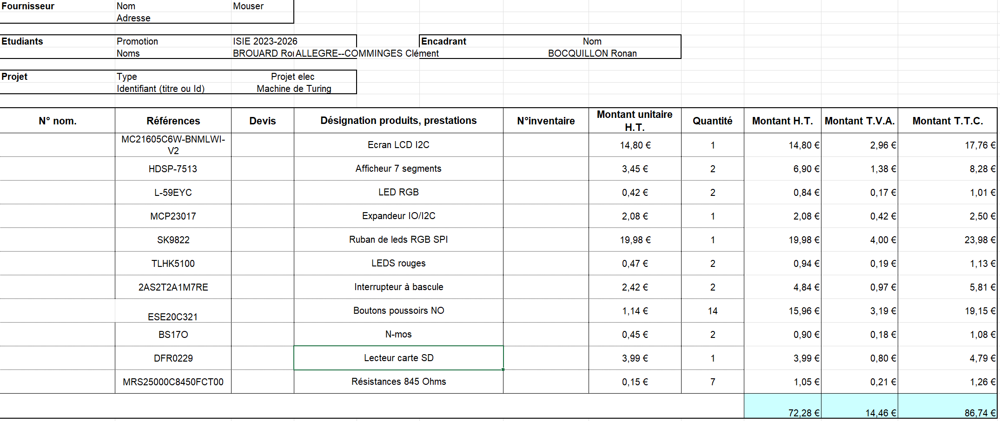 Fournisseur Nom Mouser
Adresse
Etudiants Promotion ISIE 2023-2026 Encadrant Nom
Noms BROUARD Ro ALLEGRE--COMMINGES Clément BOCQUILLON Ronan
Projet Type Projet elec
Identifiant (titre ou Id) Machine de Turing
N° nom. Références Devis Désignation produits, prestations N°inventaire Montant unitaire H.T. Quantité Montant H.T. Montant T.V.A. Montant T.T.C.
MC21605C6W-BNMLWI-
V2 Ecran LCD I2C 14,80 € 1 14,80 € 2,96 € 17,76 €
HDSP-7513 Afficheur 7 segments 3,45 € 2 6,90 € 1,38 € 8,28 €
L-59EYC LED RGB 0,42 € 2 0,84 € 0,17 € 1,01 €
MCP23017 Expandeur IO/I2C 2,08 € 1 2,08 € 0,42 € 2,50 €
SK9822 Ruban de leds RGB SPI 19,98 € 1 19,98 € 4,00 € 23,98 €
TLHK5100 LEDS rouges 0,47 € 2 0,94 € 0,19 € 1,13 €
2AS2T2A1M7RE Interrupteur à bascule 2,42 € 2 4,84 € 0,97 € 5,81 €
ESE20C321 Boutons poussoirs NO 1,14 € 14 15,96 € 3,19 € 19,15 €
BS17O N-mos 0,45 € 2 0,90 € 0,18 € 1,08 €
DFR0229 Lecteur carte SD 3,99 € 1 3,99 € 0,80 € 4,79 €
MRS25000C8450FCT00 Résistances 845 Ohms 0,15 € 7 1,05 € 0,21 € 1,26 €
72,28 € 14,46 € 86,74 €